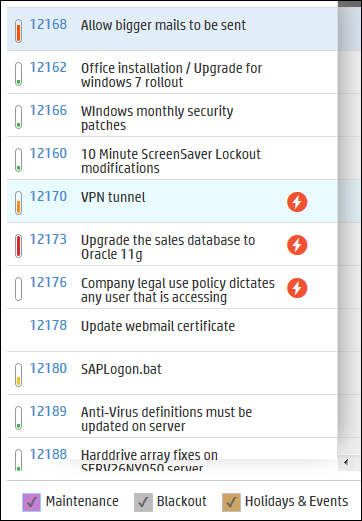 12168 Allow bigger mails to be sent
12162 Office installation / Upgrade for
windows 7 rollout
12166 WIndows monthly security
patches
12160 10 Minute ScreenSaver Lockout
modifications
12170 VPN tunnel
12173 Upgrade the sales database to
Oracle 11g
12176 Company legal use policy dictates
any user that is accessing
12178 Update webmail certificate
12180 SAPLogon.bat
12189 Anti-Virus definitions must be
updated on server
12188 Harddrive array fixes on
SERV26NY050 server
Maintenance Blackout Holidays & Events